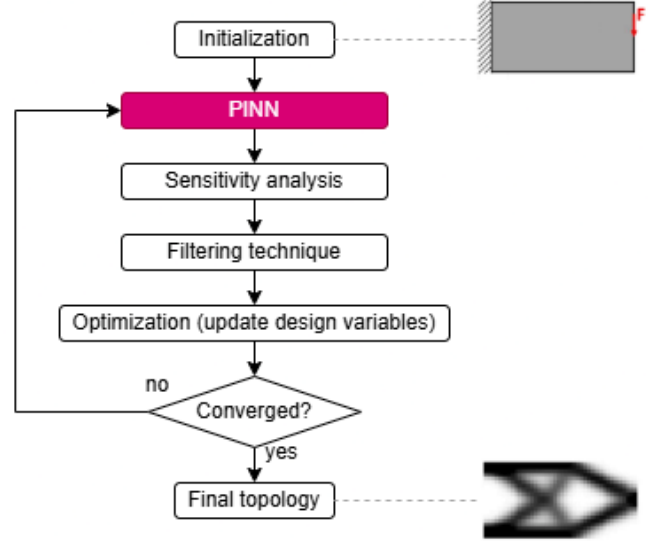 Initialization
F
PINN
Sensitivity analysis
Filtering technique
Optimization (update design variables)
no
Converged?
yes
Final topology